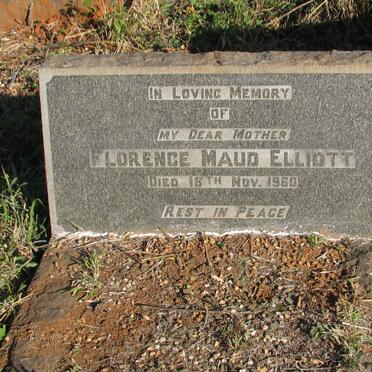 In Loving Memory
of
my Dear Mother
Florence Maud Elliott
Died 18th Nov. 1960
Rest in Peace